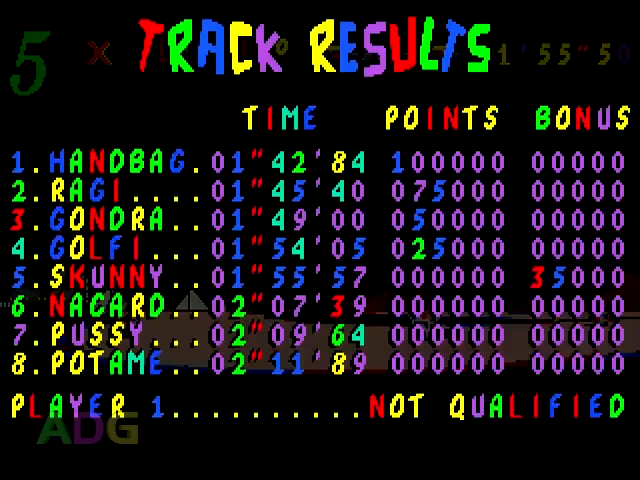 5 X TRACK RESULTS 1'55"50
TIME POINTS BONUS
1.HANDBAG.01"42'84 100000 00000
2.RAGI....01"45'40 075000 00000
3.GONDRA..01"49'00 050000 00000
4.GOLFI...01"54'05 025000 00000
5.SKUNNY..01"55'57 000000 35000
6.NAGARD..02"07'39 000000 00000
7.PUSSY...02"09'64 000000 00000
8.POTAME..02"11'89 000000 00000
PLAYER 1..........NOT QUALIFIED
ADG